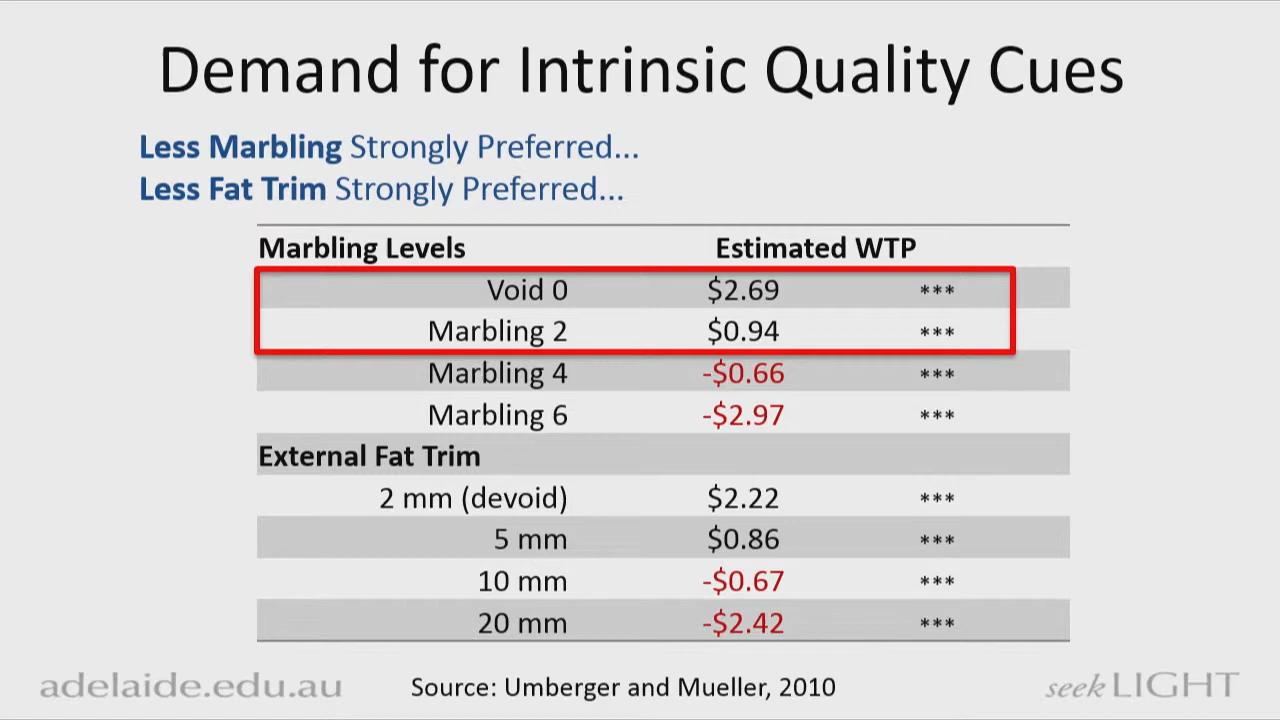 Demand for Intrinsic Quality Cues
Less Marbling Strongly Preferred...
Less Fat Trim Strongly Preferred...
Marbling Levels Estimated WTP
Void 0 $2.69 ***
Marbling 2 $0.94 ***
Marbling 4 -$0.66 ***
Marbling 6 -$2.97 ***
External Fat Trim
2 mm (devoid) $2.22 ***
5 mm $0.86 ***
10 mm -$0.67 ***
20 mm -$2.42 ***
adelaide.edu.au Source: Umberger and Mueller, 2010 seek LIGHT